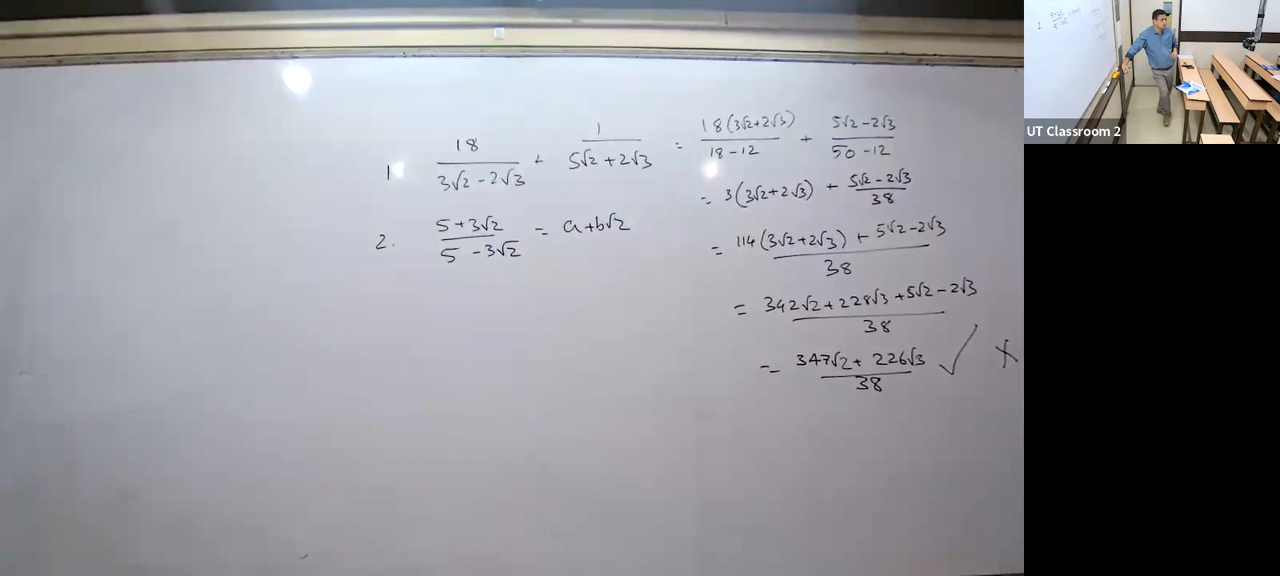 1. 18/(3√2 - 2√3) + 1/(5√2 + 2√3) = 18(3√2+2√3)/(18-12) + (5√2-2√3)/(50-12)
= 3(3√2+2√3) + (5√2-2√3)/38
= (114(3√2+2√3) + 5√2-2√3)/38
= (342√2+228√3+5√2-2√3)/38
= (347√2+226√3)/38 ✓ ×
2. (5+3√2)/(5-3√2) = a+b√2
UT Classroom 2